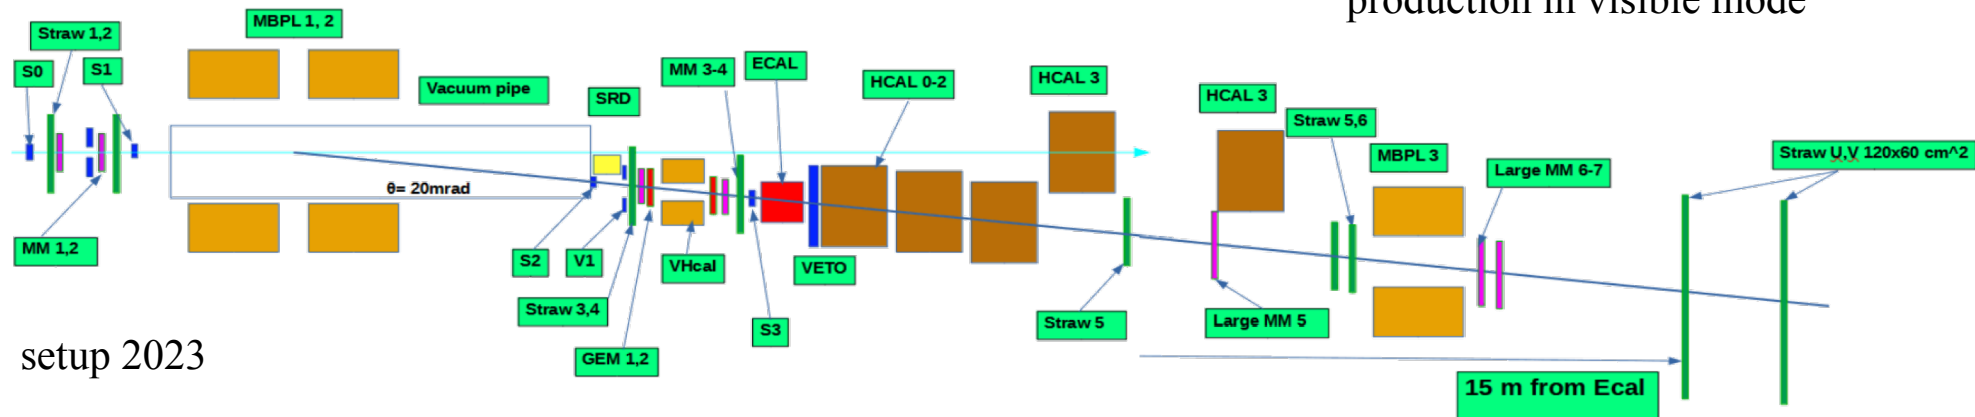 production in visible mode
MBPL 1, 2
Straw 1,2
S0
S1
Vacuum pipe
SRD
MM 3-4
ECAL
HCAL 0-2
HCAL 3
HCAL 3
Straw 5,6
MBPL 3
Large MM 6-7
Straw U,V 120x60 cm^2
θ= 20mrad
MM 1,2
S2
V1
VHcal
VETO
Straw 3,4
S3
Straw 5
Large MM 5
GEM 1,2
setup 2023
15 m from Ecal